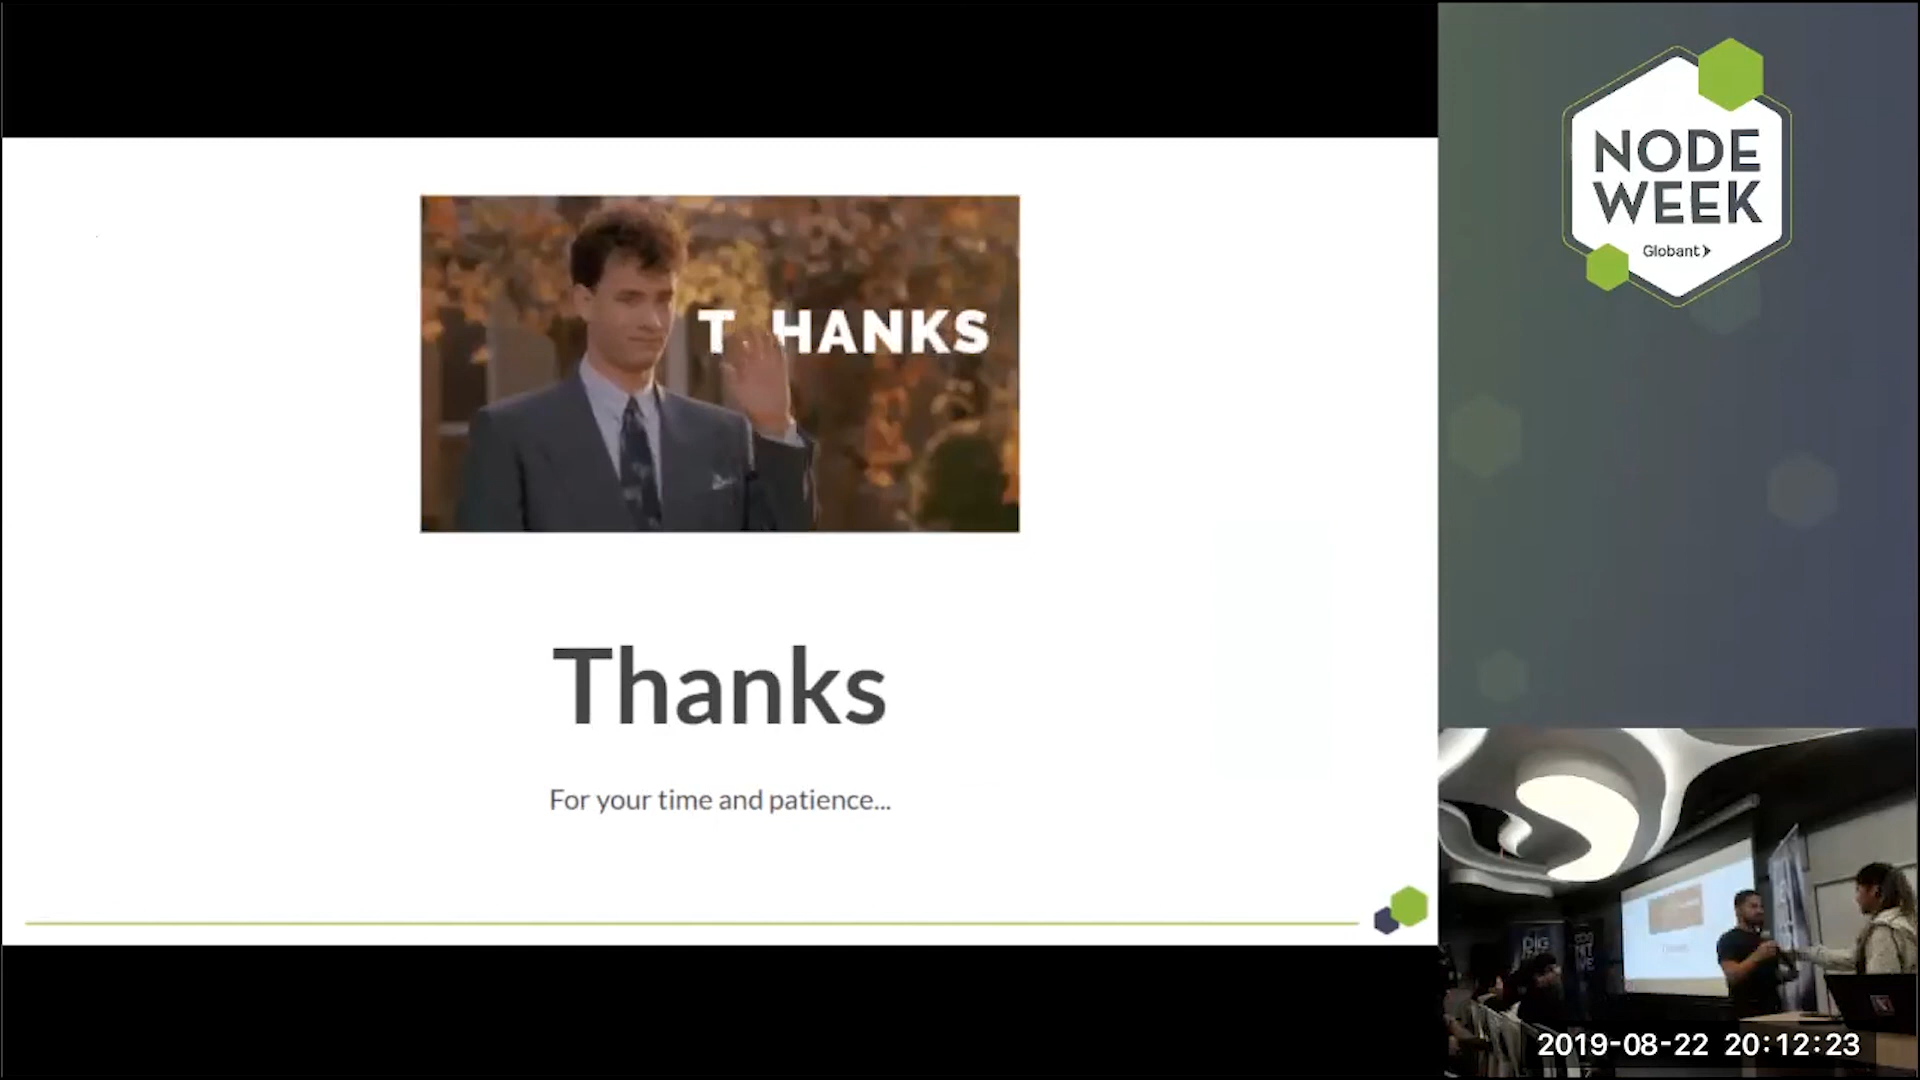 T HANKS
Thanks
For your time and patience...
NODE
WEEK
Globant
2019-08-22 20:12:23